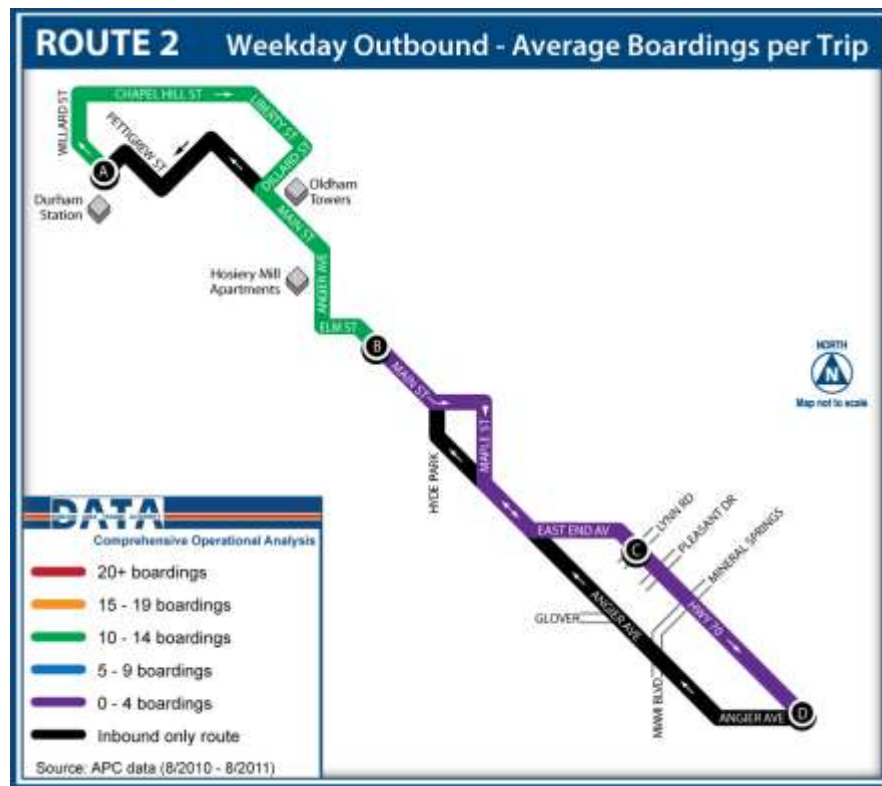 ROUTE 2 Weekday Outbound - Average Boardings per Trip
CHAPEL HILL ST
WILLARD ST
LIBERTY ST
PETTIGREW ST
DILLARD ST
A
Durham
Station
Oldham
Towers
MAIN ST
Hosiery Mill
Apartments
ANGIER AVE
ELM ST
B
NORTH
N
Map not to scale
MAIN ST
MAPLE ST
HYDE PARK
EAST END AV
C
LYNN RD
PLEASANT DR
MINERAL SPRINGS
HWY 70
GLOVER
ANGIER AVE
MIAMI BLVD
ANGIER AVE
D
DATA
Comprehensive Operational Analysis
20+ boardings
15 - 19 boardings
10 - 14 boardings
5 - 9 boardings
0 - 4 boardings
Inbound only route
Source: APC data (8/2010 - 8/2011)